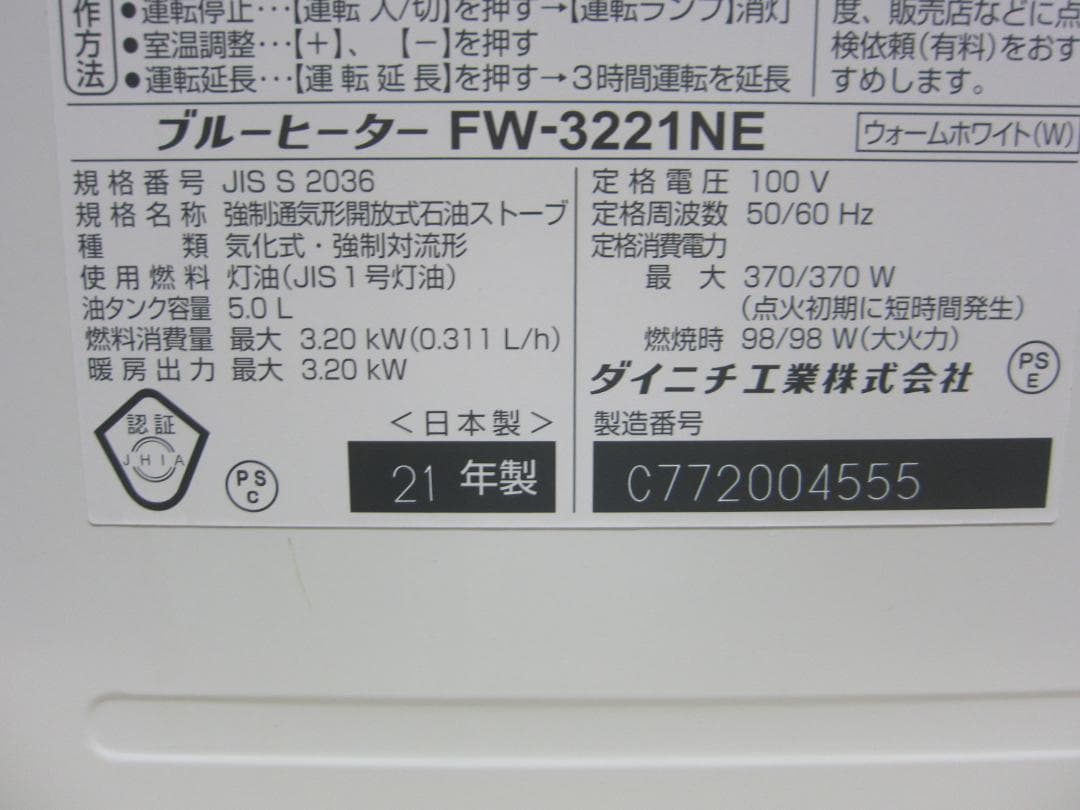 作方法
●運転停止…【運転 入/切】を押す→【運転ランプ】消灯
●室温調整…【+】、【-】を押す
●運転延長…【運転延長】を押す→3時間運転を延長
度、販売店などに点
検依頼(有料)をおす
すめします。
ブルーヒーター FW-3221NE
ウォームホワイト(W)
規格番号 JIS S 2036
規格名称 強制通気形開放式石油ストーブ
種類 気化式・強制対流形
使用燃料 灯油(JIS1号灯油)
油タンク容量 5.0 L
燃料消費量 最大 3.20 kW(0.311 L/h)
暖房出力 最大 3.20 kW
認証
JHIA
PS
C
<日本製>
21 年製
定格電圧 100 V
定格周波数 50/60 Hz
定格消費電力
最大 370/370 W
(点火初期に短時間発生)
燃焼時 98/98 W(大火力)
ダイニチ工業株式会社
PS
E
製造番号
C772004555